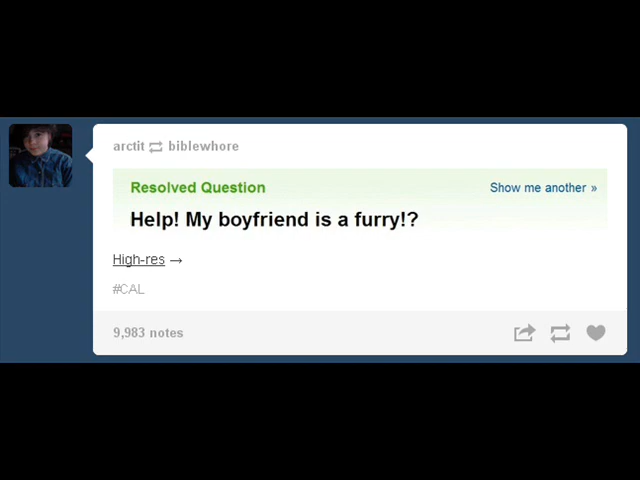 arctit biblewhore
Resolved Question Show me another »
Help! My boyfriend is a furry!?
High-res →
#CAL
9,983 notes